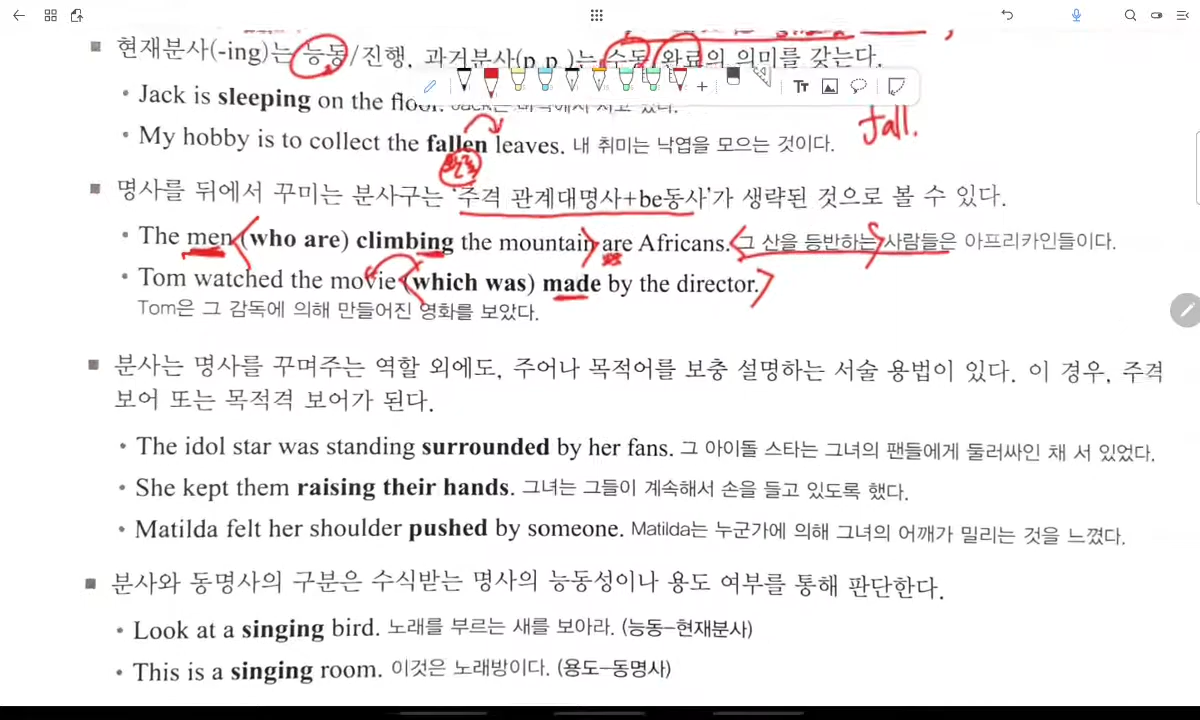 현재분사(-ing)는 능동/진행, 과거분사(p.p.)는 수동/완료의 의미를 갖는다.
Jack is sleeping on the floor.
fall.
My hobby is to collect the fallen leaves. 내 취미는 낙엽을 모으는 것이다.
명사를 뒤에서 꾸미는 분사구는 ‘주격 관계대명사+be동사’가 생략된 것으로 볼 수 있다.
The men (who are) climbing the mountain are Africans. 그 산을 등반하는 사람들은 아프리카인들이다.
Tom watched the movie (which was) made by the director.
Tom은 그 감독에 의해 만들어진 영화를 보았다.
분사는 명사를 꾸며주는 역할 외에도, 주어나 목적어를 보충 설명하는 서술 용법이 있다. 이 경우, 주격
보어 또는 목적격 보어가 된다.
The idol star was standing surrounded by her fans. 그 아이돌 스타는 그녀의 팬들에게 둘러싸인 채 서 있었다.
She kept them raising their hands. 그녀는 그들이 계속해서 손을 들고 있도록 했다.
Matilda felt her shoulder pushed by someone. Matilda는 누군가에 의해 그녀의 어깨가 밀리는 것을 느꼈다.
분사와 동명사의 구분은 수식받는 명사의 능동성이나 용도 여부를 통해 판단한다.
Look at a singing bird. 노래를 부르는 새를 보아라. (능동–현재분사)
This is a singing room. 이것은 노래방이다. (용도–동명사)